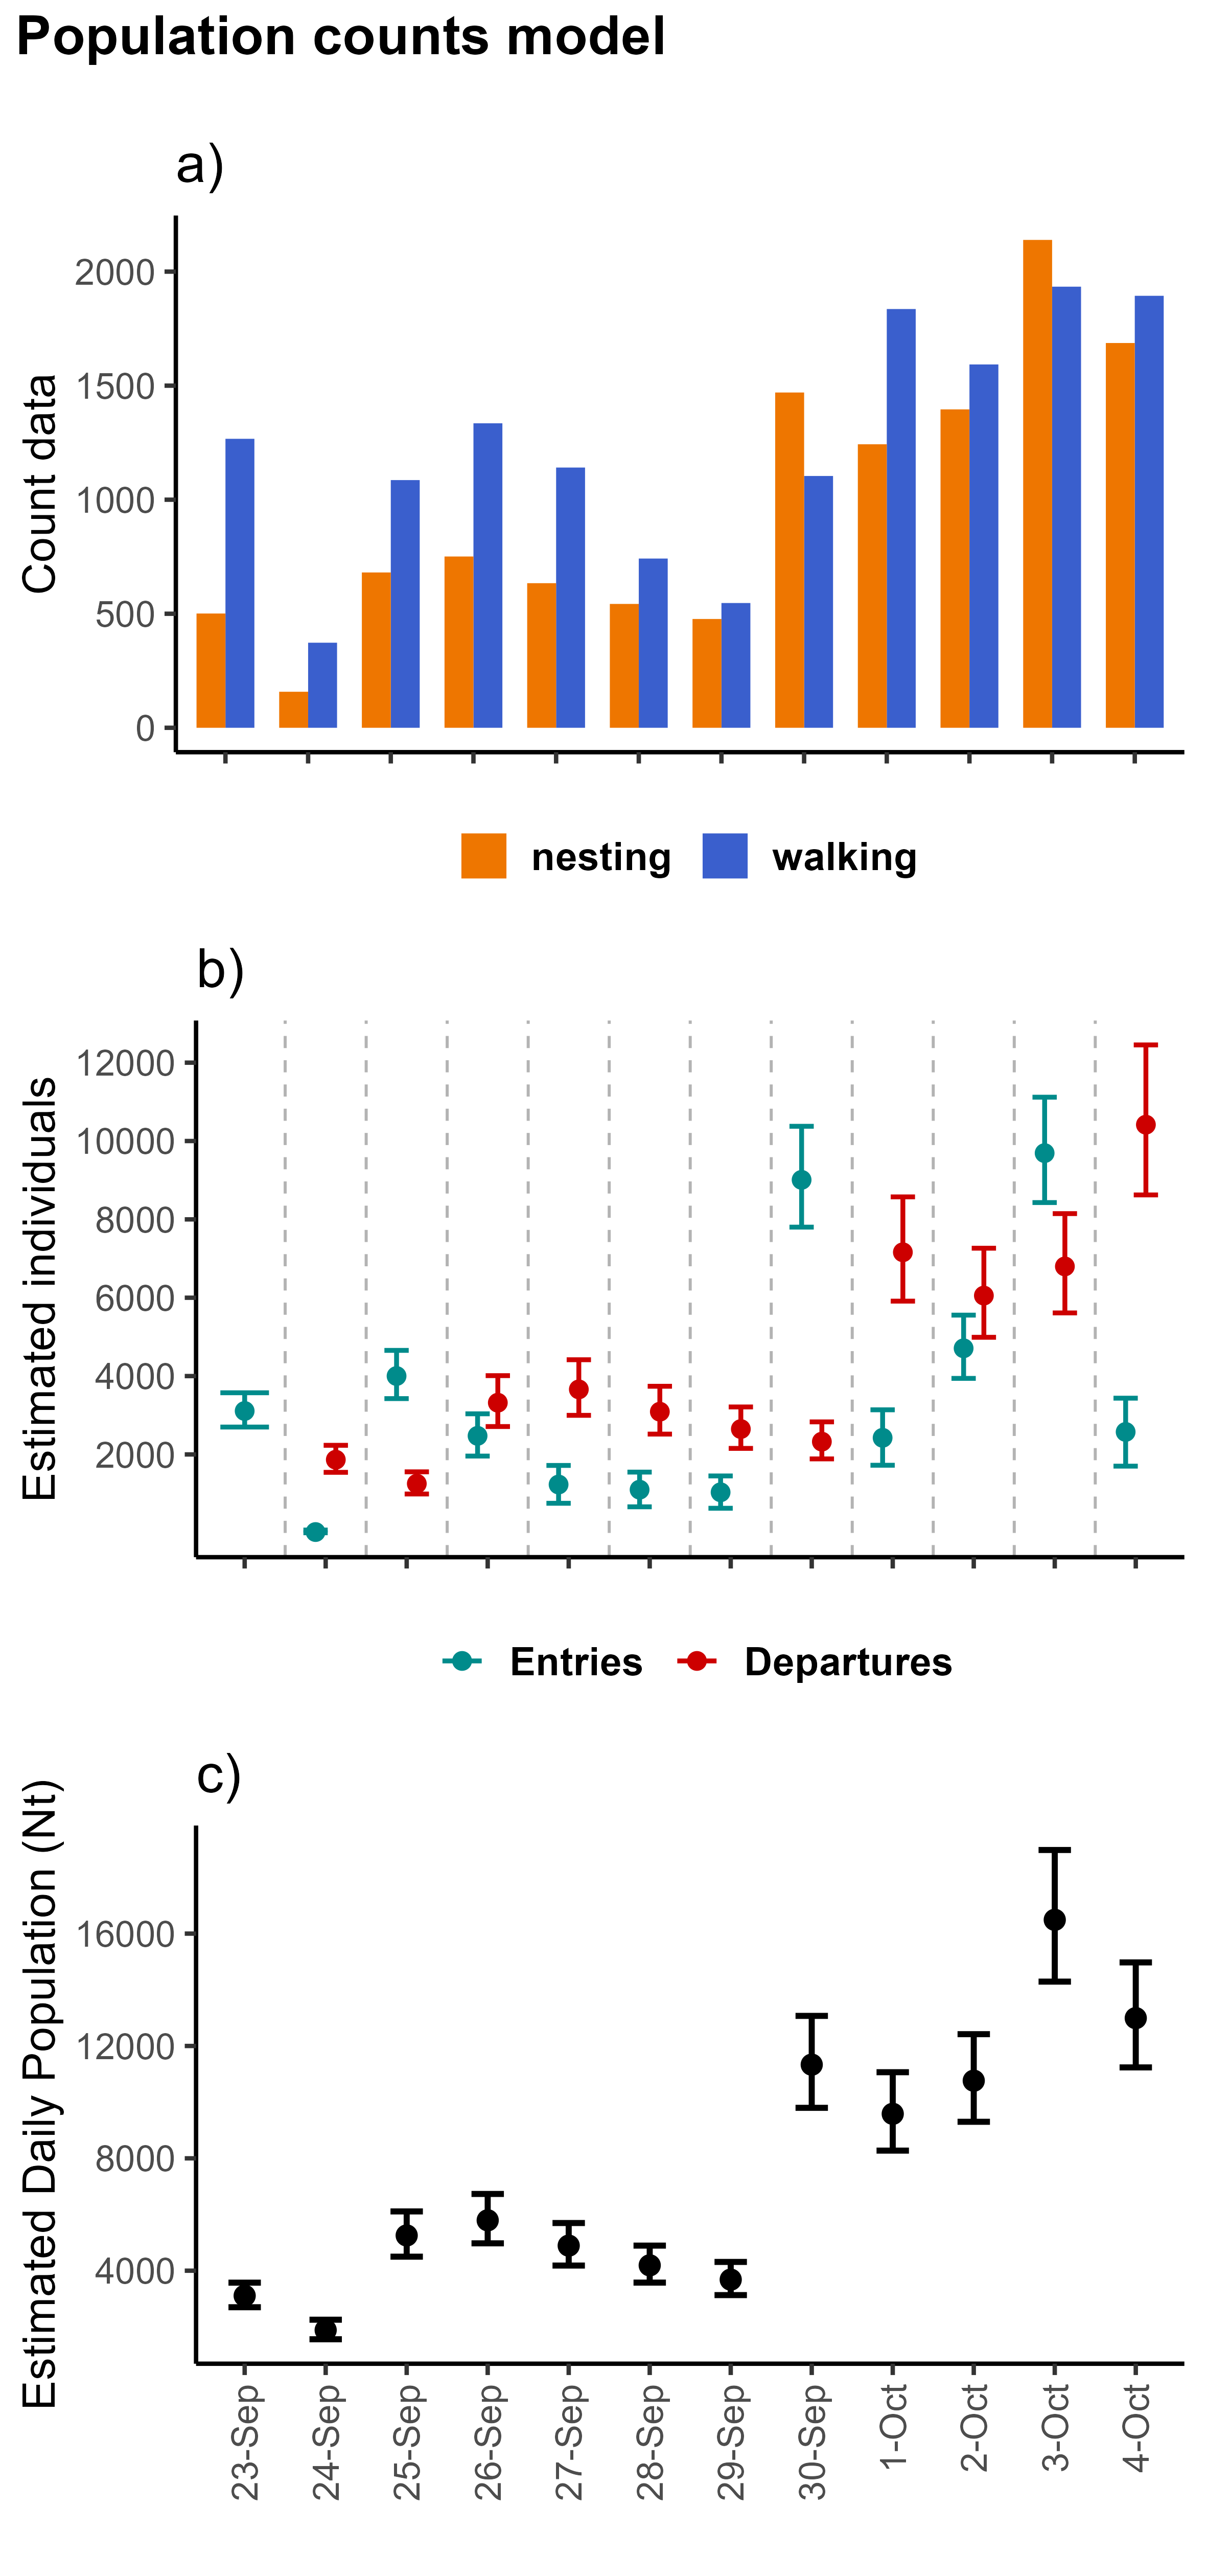 Population counts model
a)
Count data
2000
1500
1000
500
0
nesting walking
b)
Estimated individuals
12000
10000
8000
6000
4000
2000
Entries Departures
c)
Estimated Daily Population (Nt)
16000
12000
8000
4000
23-Sep
24-Sep
25-Sep
26-Sep
27-Sep
28-Sep
29-Sep
30-Sep
1-Oct
2-Oct
3-Oct
4-Oct